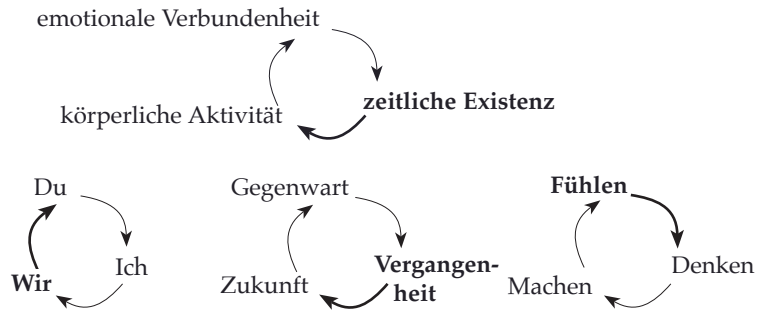 emotionale Verbundenheit
zeitliche Existenz
körperliche Aktivität
Du
Ich
Wir
Gegenwart
Vergangen-
heit
Zukunft
Fühlen
Denken
Machen